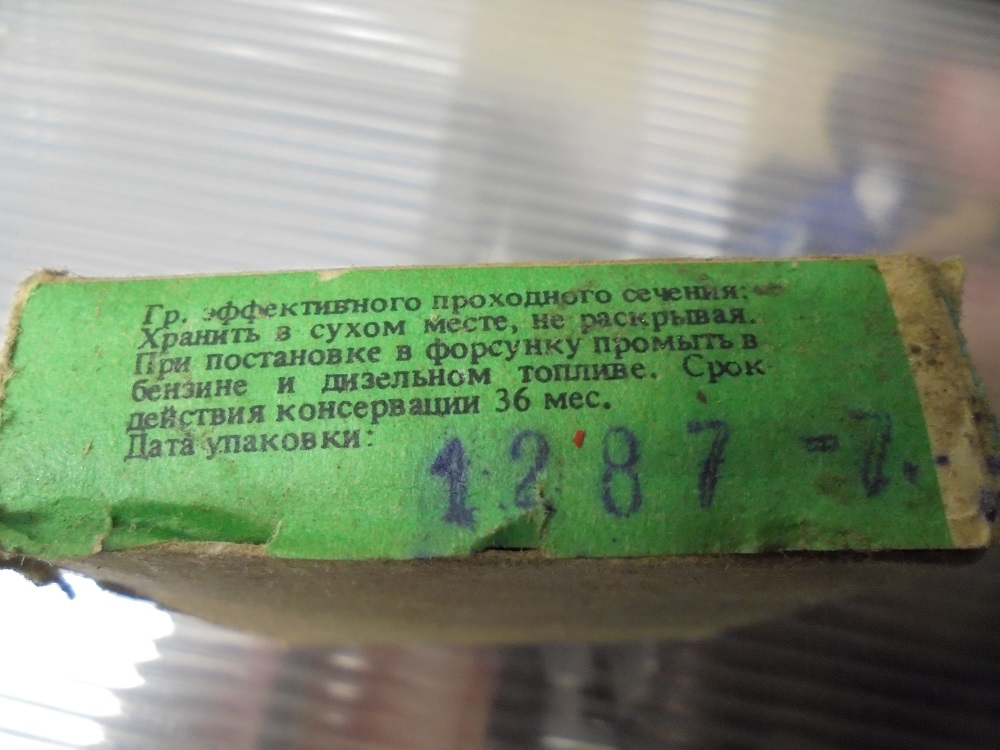 Гр. эффективного проходного сечения:
Хранить в сухом месте, не раскрывая.
При постановке в форсунку промыть в
бензине и дизельном топливе. Срок
действия консервации 36 мес.
Дата упаковки: 12 87 -7.